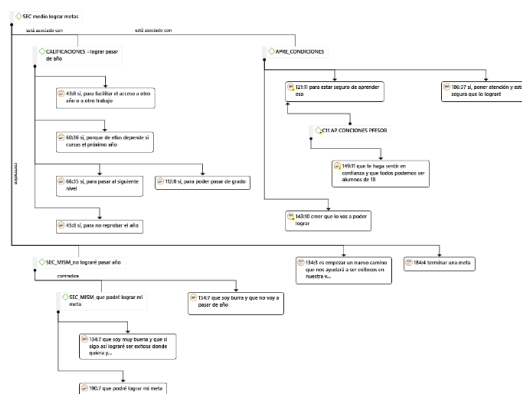 SEC medio lograr metas
está asociado con
está asociado con
CALIFICACIONES --lograr pasar
de año
APRE_CONDICIONES
43:8 sí, para facilitar el acceso a otro
año o a otro trabajo
121:11 para estar seguro de aprender
eso
186:27 sí, poner atención y est
segura que lo lograré
60:16 sí, porque de ellas depende si
cursas el próximo año
C11 AP CONCIONES PFESOR
149:11 que te haga sentir en
confianza y que todos podemos ser
alumnos de 10
66:25 sí, para pasar al siguiente
nivel
112:8 sí, para poder pasar de grado
45:8 sí, para no reprobar el año
143:10 creer que lo vas a poder
lograr
SEC_MISM_no lograré pasar año
134:5 es empezar un nuevo camino
que nos ayudará a ser exitosos en
nuestra v...
184:4 terminar una meta
154:7 que soy burra y que no voy a
pasar de año
SEC_MISM_que podré lograr mi
meta
134:7 que soy muy buena y que si
sigo así lograré ser exitosa donde
quiera y...
190:7 que podré lograr mi meta